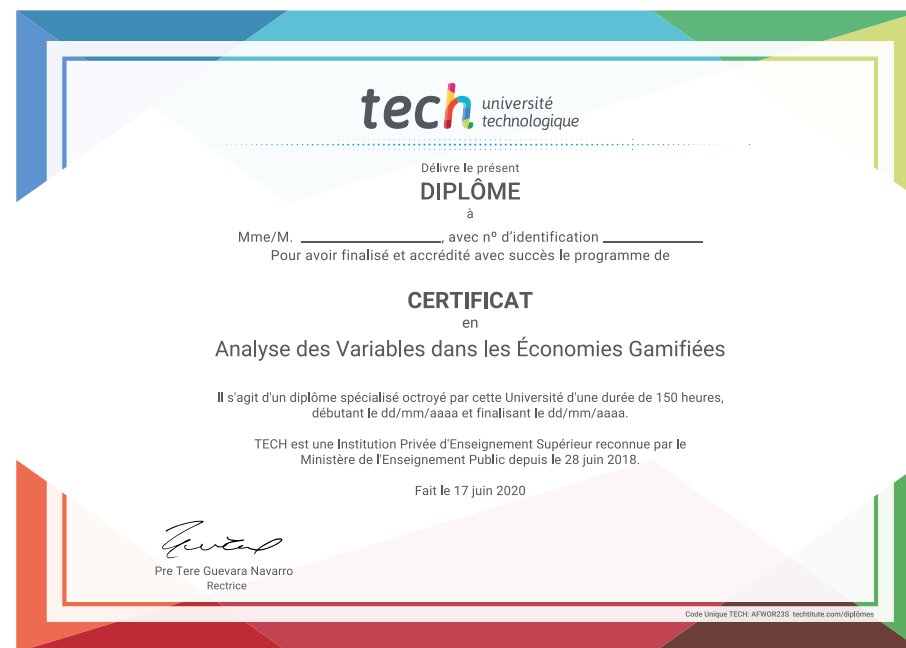 tech université
technologique
Délivre le présent
DIPLÔME
à
Mme/M. ____________________, avec nº d'identification ______________
Pour avoir finalisé et accrédité avec succès le programme de
CERTIFICAT
en
Analyse des Variables dans les Économies Gamifiées
Il s'agit d'un diplôme spécialisé octroyé par cette Université d'une durée de 150 heures,
débutant le dd/mm/aaaa et finalisant le dd/mm/aaaa.
TECH est une Institution Privée d'Enseignement Supérieur reconnue par le
Ministère de l'Enseignement Public depuis le 28 juin 2018.
Fait le 17 juin 2020
Pre Tere Guevara Navarro
Rectrice
Code Unique TECH: AFWOR23S techtitute.com/diplômes